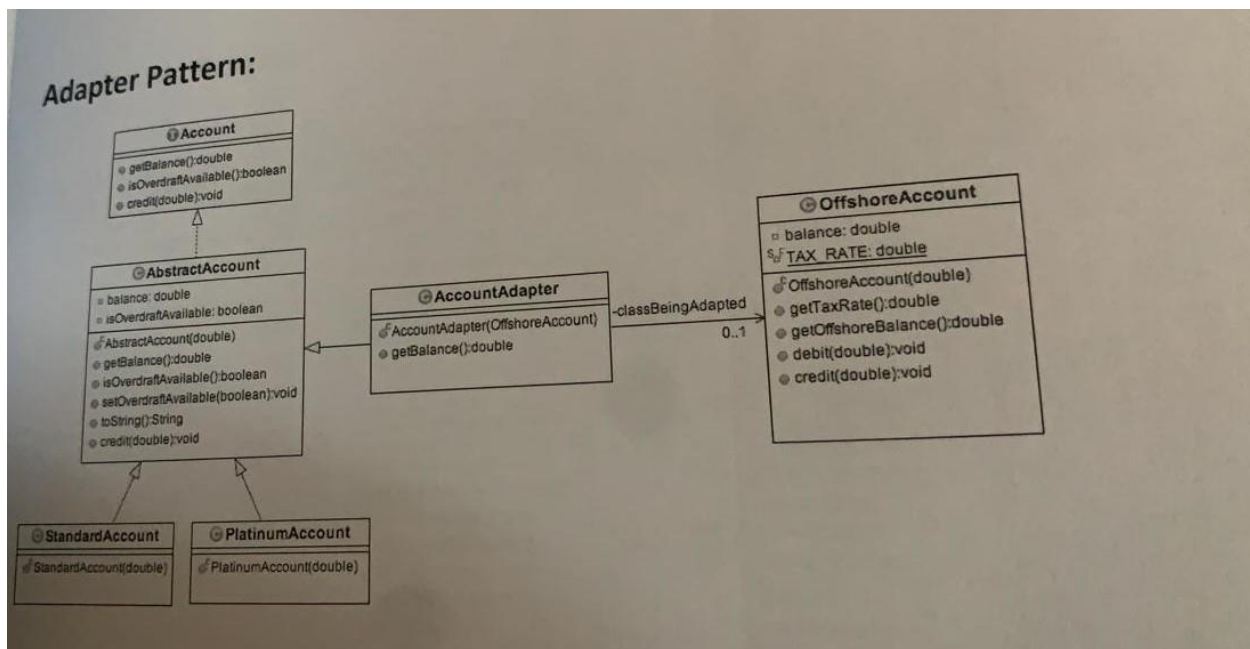 Adapter Pattern:
Account
getBalance():double
isOverdraftAvailable():boolean
credit(double):void
AbstractAccount
balance: double
isOverdraftAvailable: boolean
AbstractAccount(double)
getBalance():double
isOverdraftAvailable():boolean
setOverdraftAvailable(boolean):void
toString():String
credit(double):void
StandardAccount
StandardAccount(double)
PlatinumAccount
PlatinumAccount(double)
AccountAdapter
AccountAdapter(OffshoreAccount)
getBalance():double
-classBeingAdapted
0..1
OffshoreAccount
balance: double
TAX_RATE: double
OffshoreAccount(double)
getTaxRate():double
getOffshoreBalance():double
debit(double):void
credit(double):void